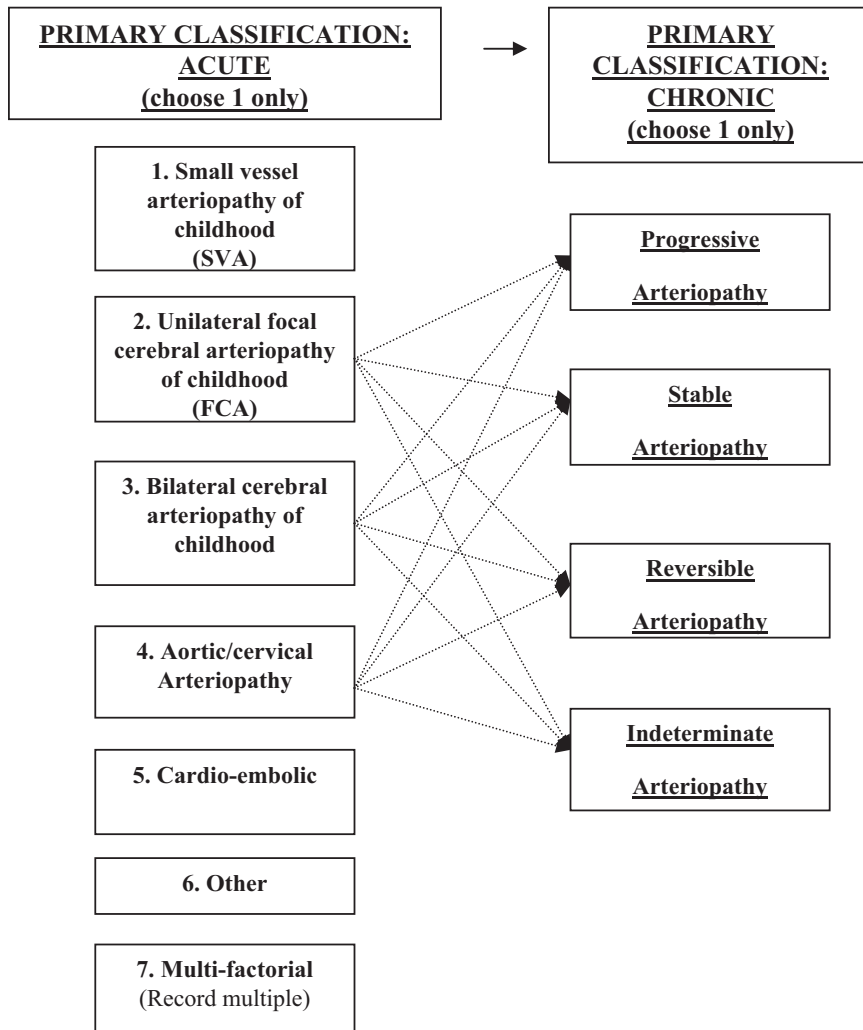 PRIMARY CLASSIFICATION:
ACUTE
(choose 1 only)
PRIMARY
CLASSIFICATION:
CHRONIC
(choose 1 only)
1. Small vessel
arteriopathy of
childhood
(SVA)
2. Unilateral focal
cerebral arteriopathy
of childhood
(FCA)
3. Bilateral cerebral
arteriopathy of
childhood
4. Aortic/cervical
Arteriopathy
5. Cardio-embolic
6. Other
7. Multi-factorial
(Record multiple)
Progressive
Arteriopathy
Stable
Arteriopathy
Reversible
Arteriopathy
Indeterminate
Arteriopathy